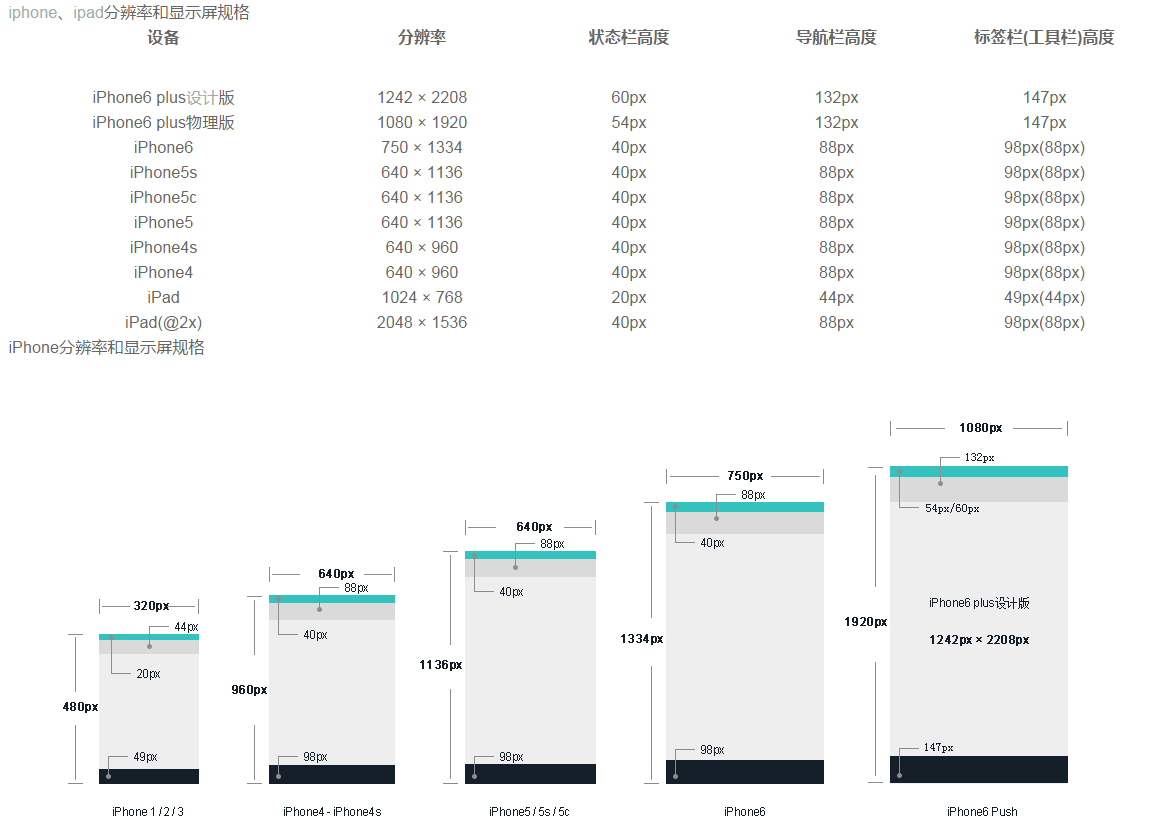 iphone、ipad分辨率和显示屏规格
设备 分辨率 状态栏高度 导航栏高度 标签栏(工具栏)高度
iPhone6 plus设计版 1242 × 2208 60px 132px 147px
iPhone6 plus物理版 1080 × 1920 54px 132px 147px
iPhone6 750 × 1334 40px 88px 98px(88px)
iPhone5s 640 × 1136 40px 88px 98px(88px)
iPhone5c 640 × 1136 40px 88px 98px(88px)
iPhone5 640 × 1136 40px 88px 98px(88px)
iPhone4s 640 × 960 40px 88px 98px(88px)
iPhone4 640 × 960 40px 88px 98px(88px)
iPad 1024 × 768 20px 44px 49px(44px)
iPad(@2x) 2048 × 1536 40px 88px 98px(88px)
iPhone分辨率和显示屏规格
320px
44px
20px
480px
49px
iPhone 1 / 2 / 3
640px
88px
40px
960px
98px
iPhone4 - iPhone4s
640px
88px
40px
1136px
98px
iPhone5 / 5s / 5c
750px
88px
40px
1334px
98px
iPhone6
1080px
132px
54px/60px
iPhone6 plus设计版
1920px
1242px × 2208px
147px
iPhone6 Push